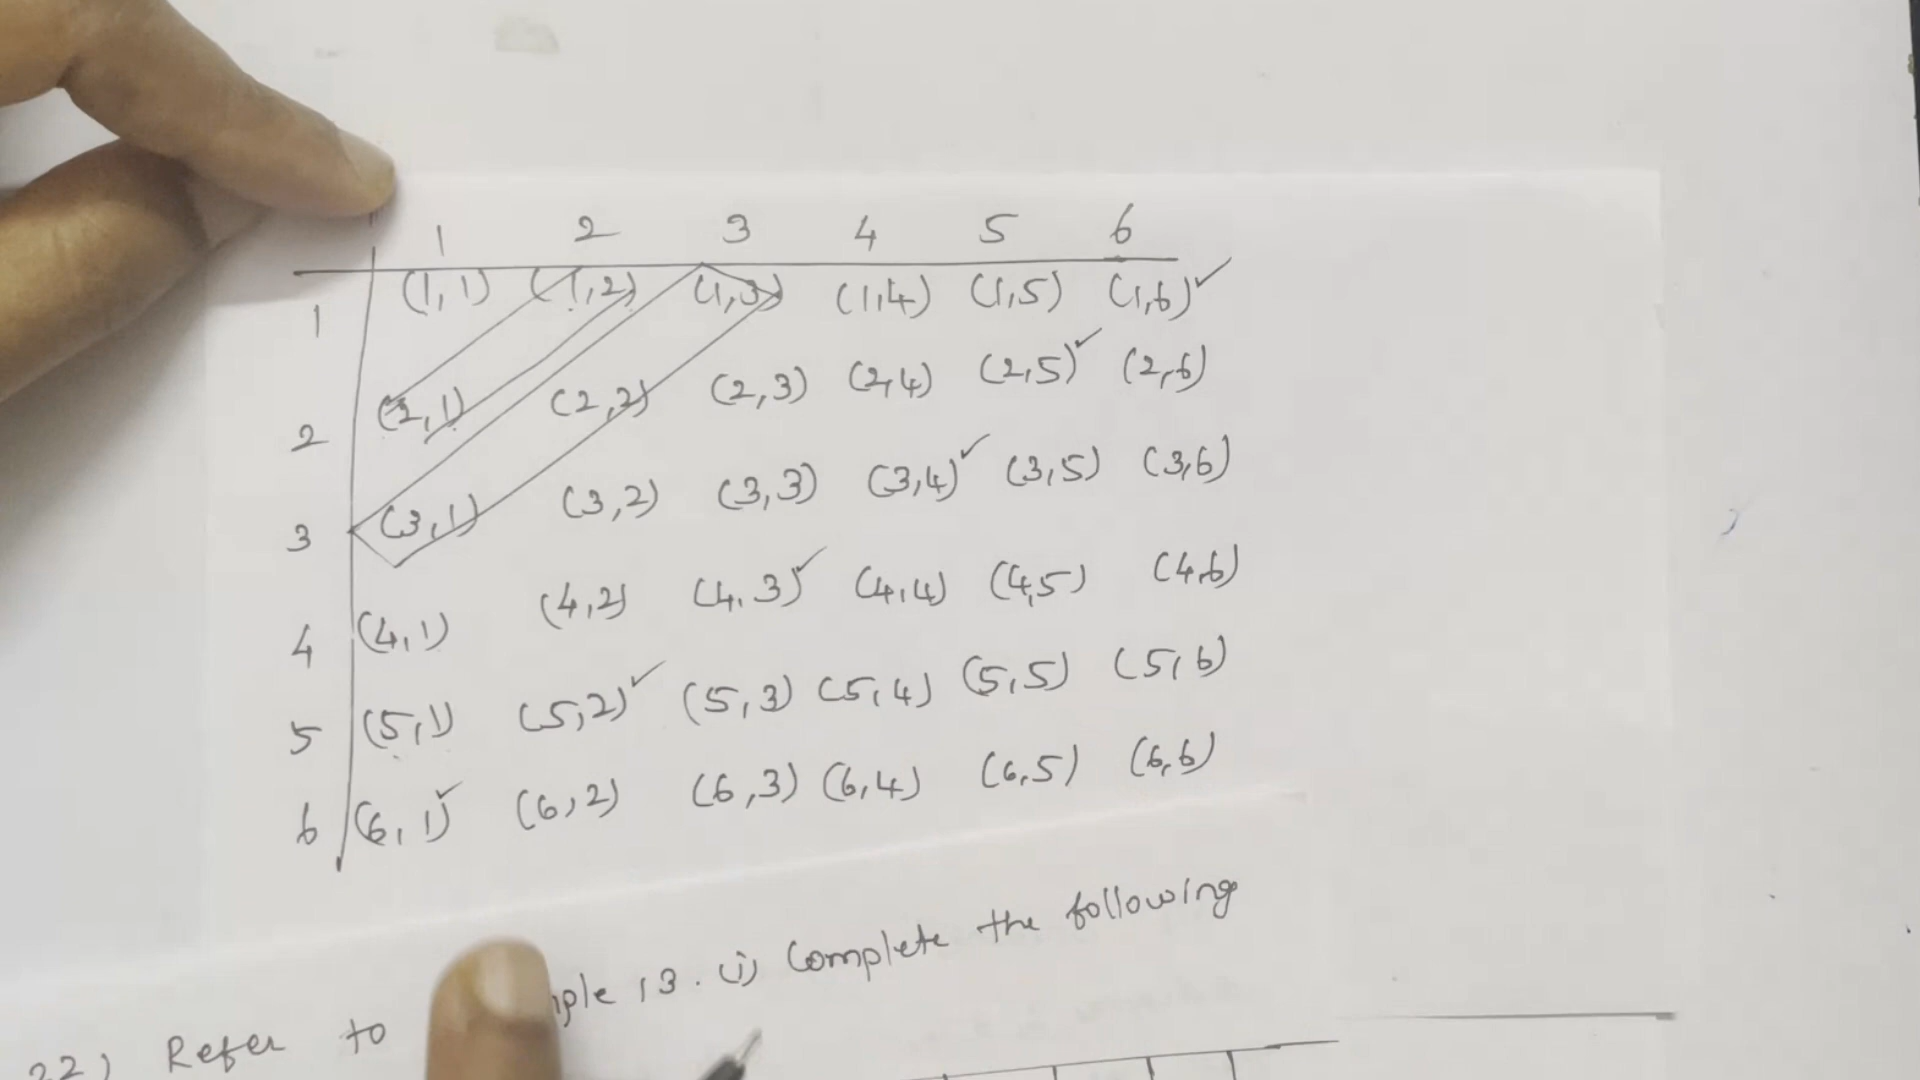 1 2 3 4 5 6
1 (1,1) (1,2) (1,3) (1,4) (1,5) (1,6) ✓
2 (2,1) (2,2) (2,3) (2,4) (2,5) ✓ (2,6)
3 (3,1) (3,2) (3,3) (3,4) ✓ (3,5) (3,6)
4 (4,1) (4,2) (4,3) ✓ (4,4) (4,5) (4,6)
5 (5,1) (5,2) ✓ (5,3) (5,4) (5,5) (5,6)
6 (6,1) ✓ (6,2) (6,3) (6,4) (6,5) (6,6)
22) Refer to 13. (i) Complete the following